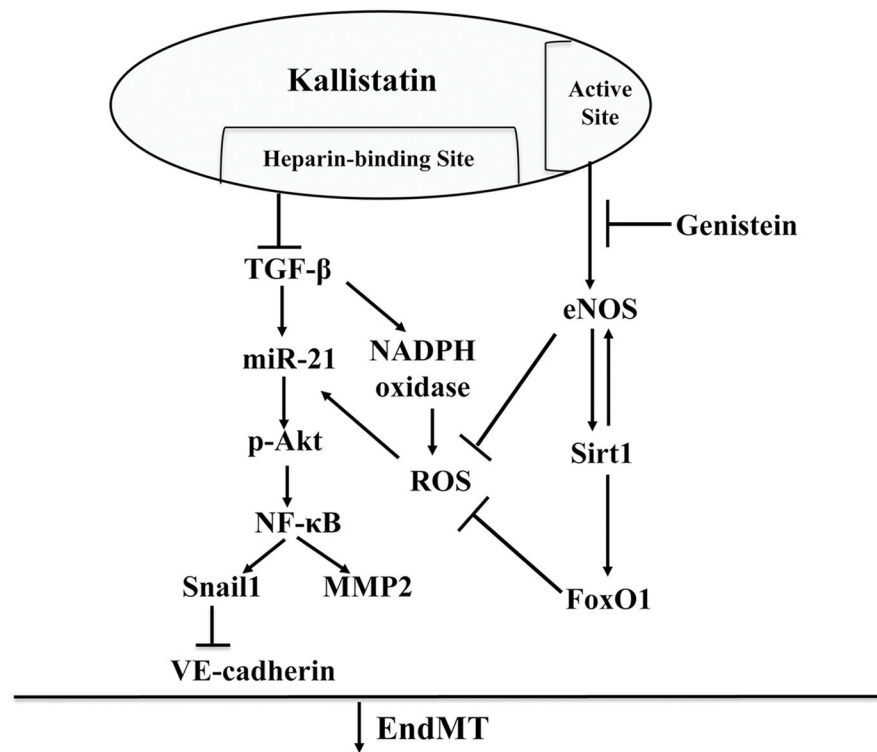 Kallistatin
Active
Site
Heparin-binding Site
Genistein
TGF-β
eNOS
miR-21
NADPH
oxidase
p-Akt
Sirt1
ROS
NF-κB
Snail1
MMP2
FoxO1
VE-cadherin
EndMT